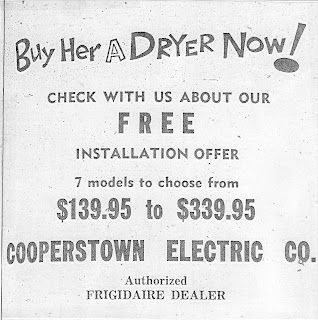 Buy Her A DRYER NOW!
CHECK WITH US ABOUT OUR
FREE
INSTALLATION OFFER
7 models to choose from
$139.95 to $339.95
COOPERSTOWN ELECTRIC CO.
Authorized
FRIGIDAIRE DEALER